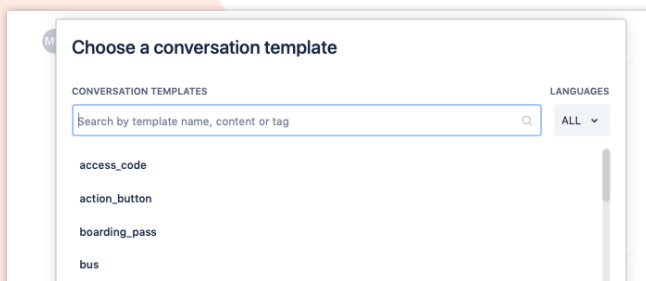 M
Choose a conversation template
CONVERSATION TEMPLATES
LANGUAGES
Search by template name, content or tag
ALL
access_code
action_button
boarding_pass
bus